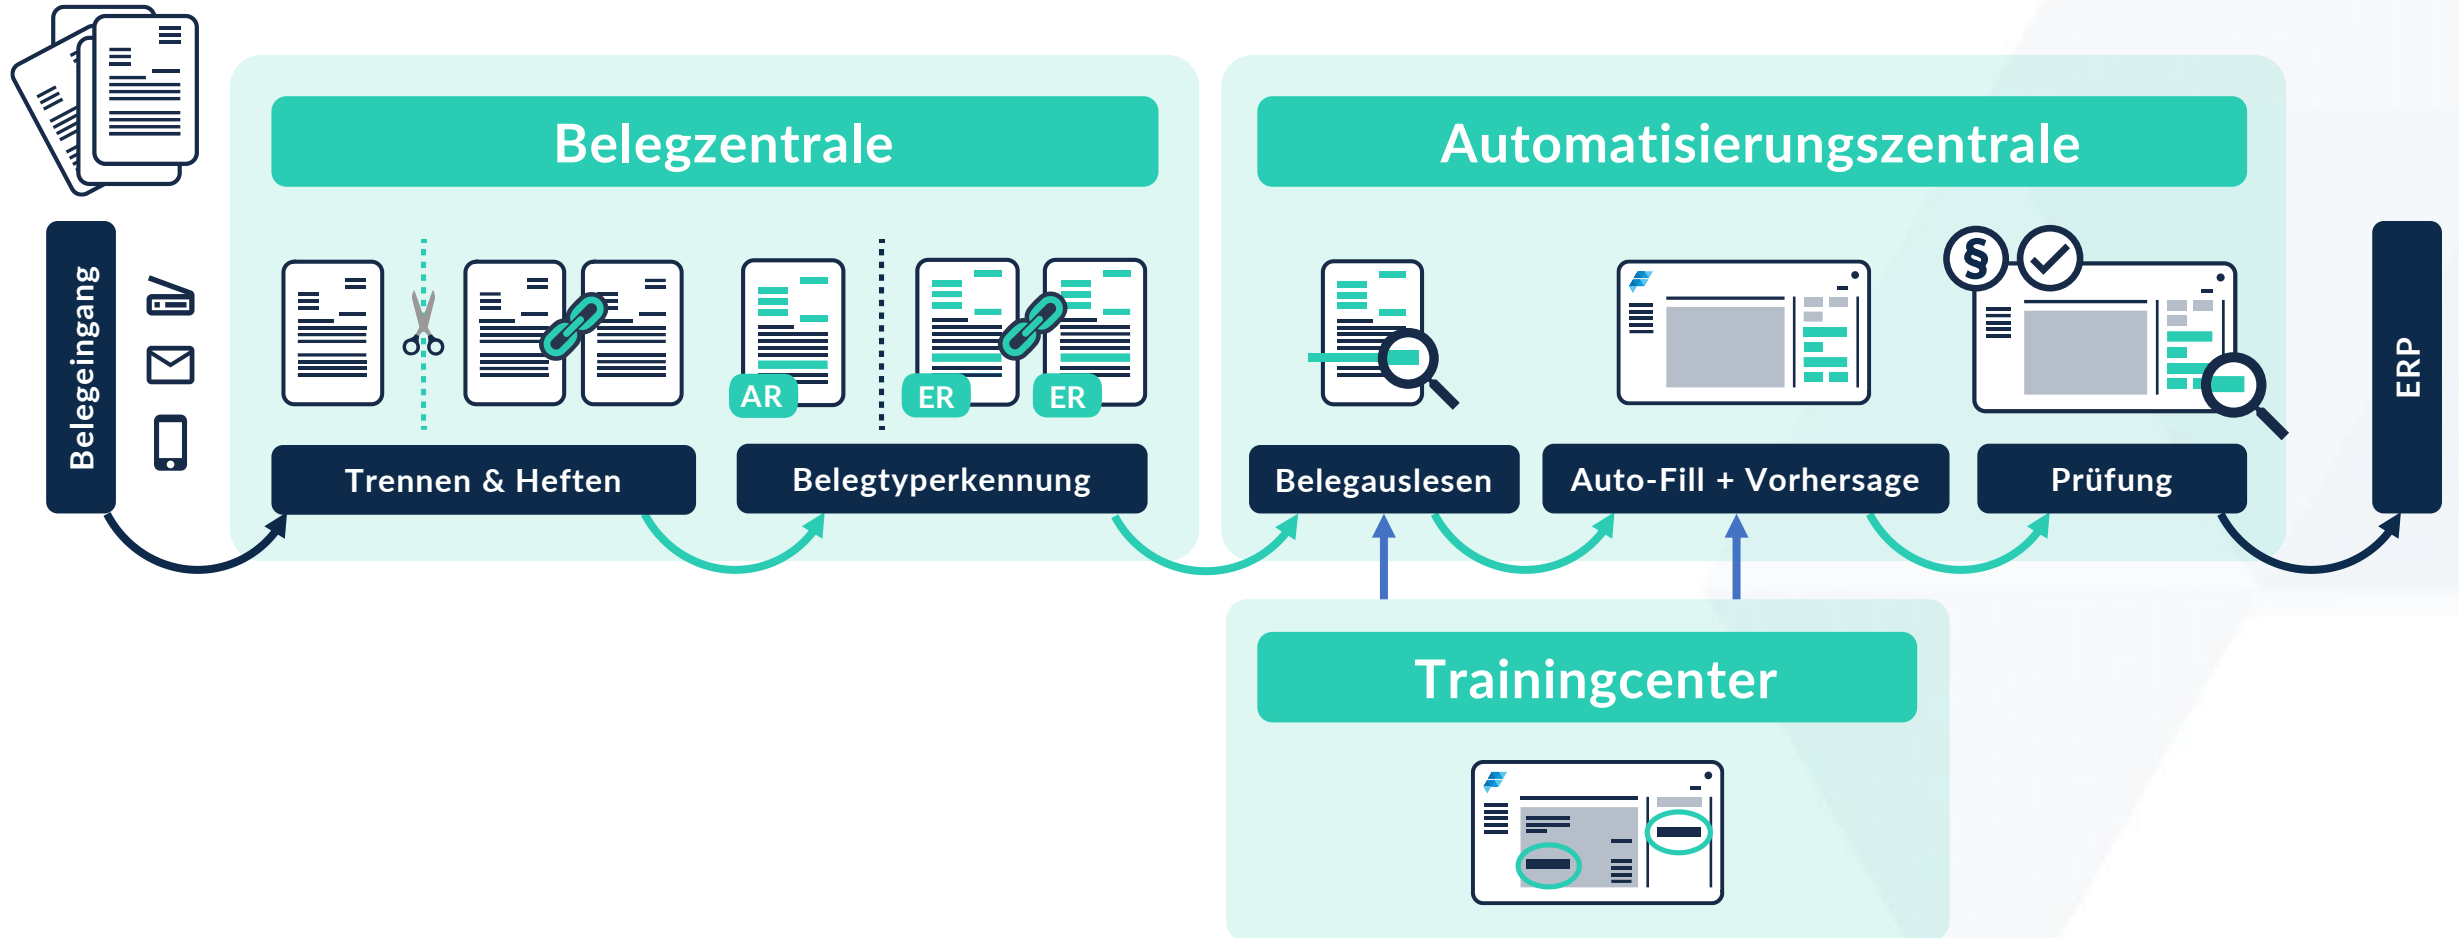 Belegzentrale
Automatisierungszentrale
Belegeingang
AR
ER
ER
§
ERP
Trennen & Heften
Belegtyperkennung
Belegauslesen
Auto-Fill + Vorhersage
Prüfung
Trainingcenter